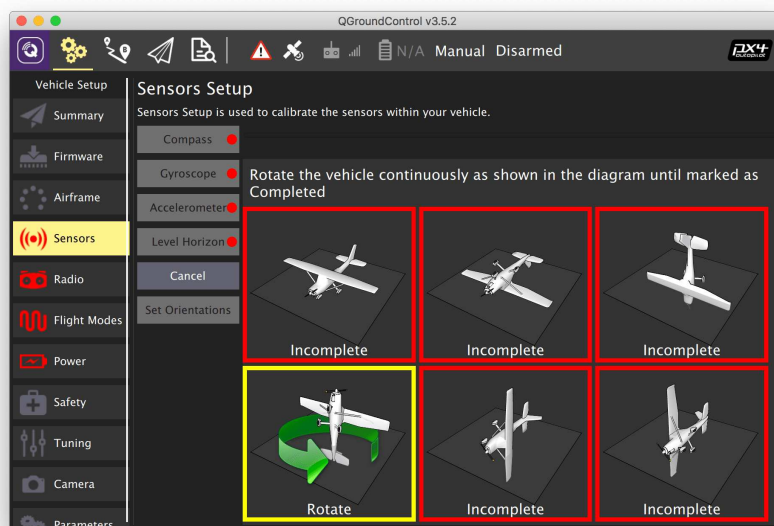 QGroundControl v3.5.2
N/A Manual Disarmed
PX4
autopilot
Vehicle Setup
Summary
Firmware
Airframe
Sensors
Radio
Flight Modes
Power
Safety
Tuning
Camera
Parameters
Sensors Setup
Sensors Setup is used to calibrate the sensors within your vehicle.
Compass
Gyroscope
Accelerometer
Level Horizon
Cancel
Set Orientations
Rotate the vehicle continuously as shown in the diagram until marked as
Completed
Incomplete
Incomplete
Incomplete
Rotate
Incomplete
Incomplete